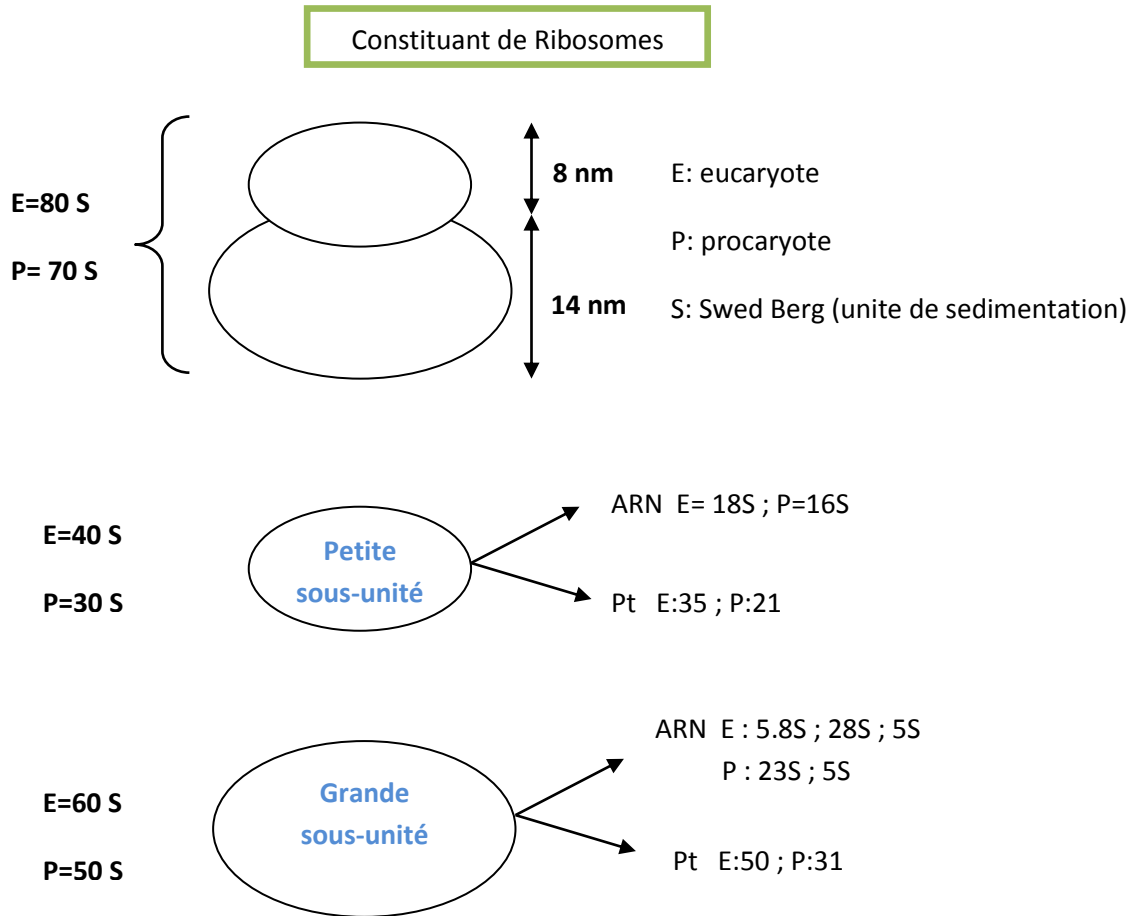 Constituant de Ribosomes
E=80 S
P= 70 S
8 nm
14 nm
E: eucaryote
P: procaryote
S: Swed Berg (unite de sedimentation)
E=40 S
P=30 S
Petite
sous-unité
ARN E= 18S ; P=16S
Pt E:35 ; P:21
E=60 S
P=50 S
Grande
sous-unité
ARN E : 5.8S ; 28S ; 5S
P : 23S ; 5S
Pt E:50 ; P:31